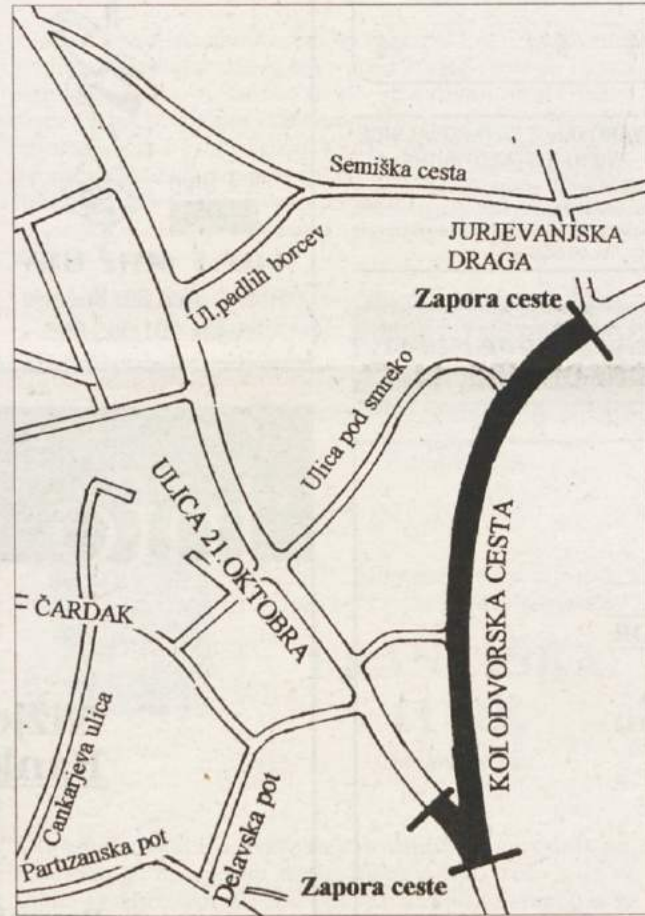 Semiška cesta
JURJEVANJSKA
DRAGA
Ul.padlih borcev
Zapora ceste
Ulica pod smreko
ULICA 21.OKTOBRA
KOLODVORSKA CESTA
ČARDAK
Cankarjeva ulica
Partizanska pot
Delavska pot
Zapora ceste